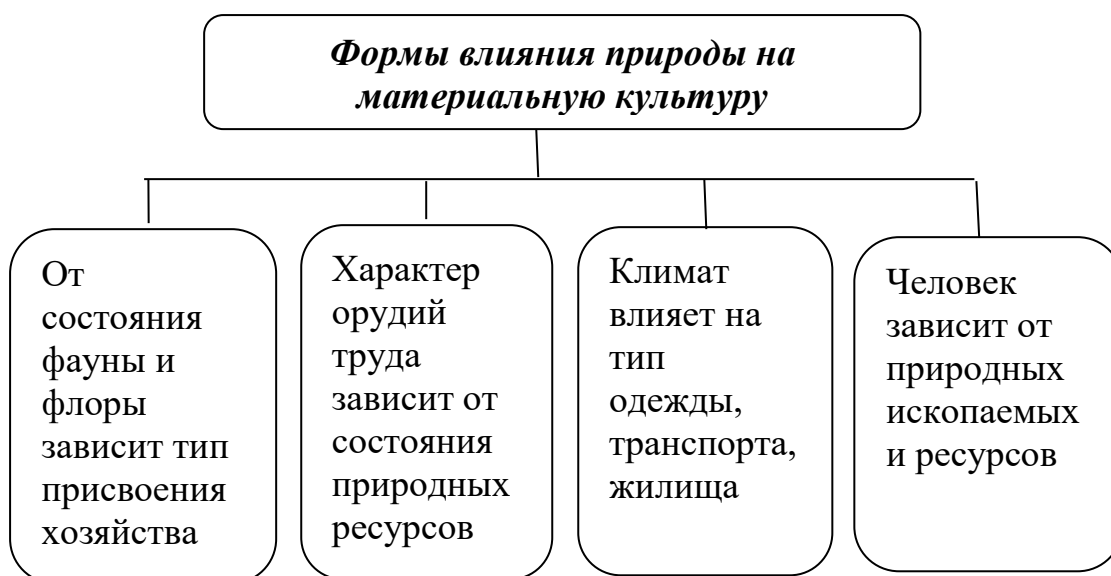 Формы влияния природы на
материальную культуру
От
состояния
фауны и
флоры
зависит тип
присвоения
хозяйства
Характер
орудий
труда
зависит от
состояния
природных
ресурсов
Климат
влияет на
тип
одежды,
транспорта,
жилища
Человек
зависит от
природных
ископаемых
и ресурсов